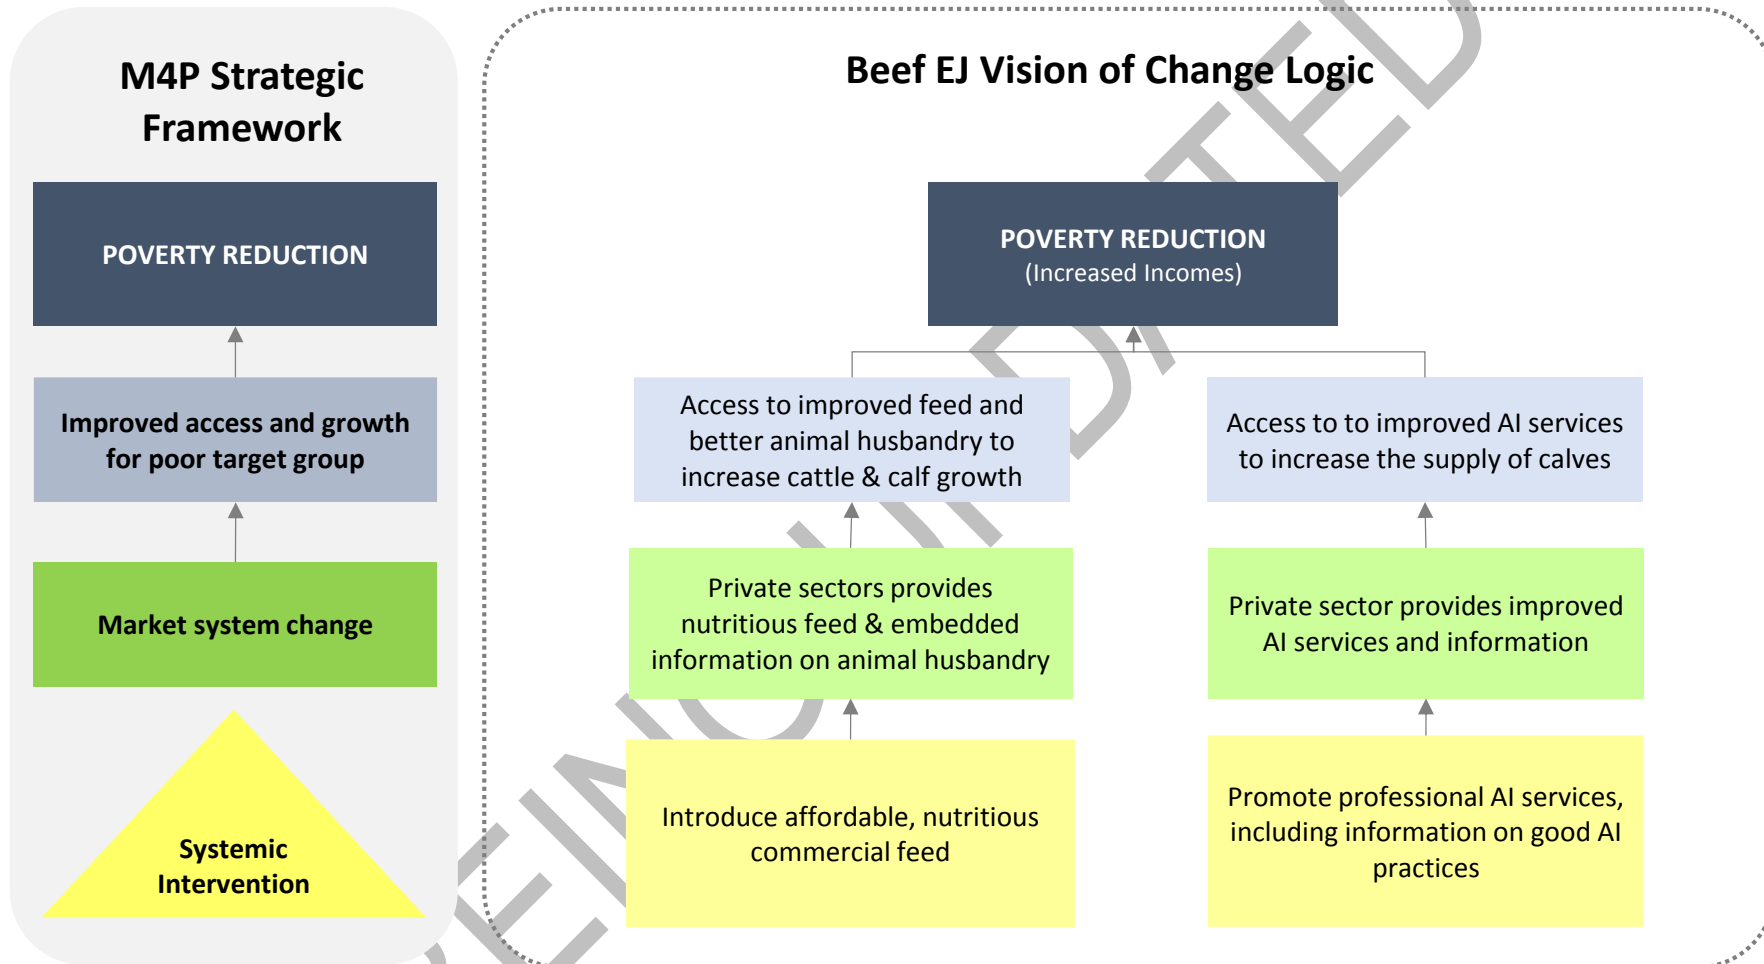 M4P Strategic
Framework
POVERTY REDUCTION
Improved access and growth
for poor target group
Market system change
Systemic
Intervention
Beef EJ Vision of Change Logic
POVERTY REDUCTION
(Increased Incomes)
Access to improved feed and
better animal husbandry to
increase cattle & calf growth
Access to to improved AI services
to increase the supply of calves
Private sectors provides
nutritious feed & embedded
information on animal husbandry
Private sector provides improved
AI services and information
Introduce affordable, nutritious
commercial feed
Promote professional AI services,
including information on good AI
practices